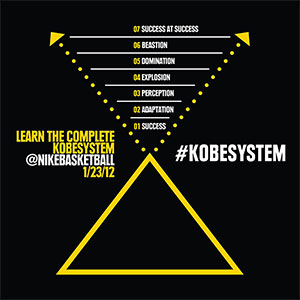 07 SUCCESS AT SUCCESS
06 BEASTION
05 DOMINATION
04 EXPLOSION
03 PERCEPTION
02 ADAPTATION
01 SUCCESS
LEARN THE COMPLETE
KOBESYSTEM
@NIKEBASKETBALL
1/23/12
#KOBESYSTEM